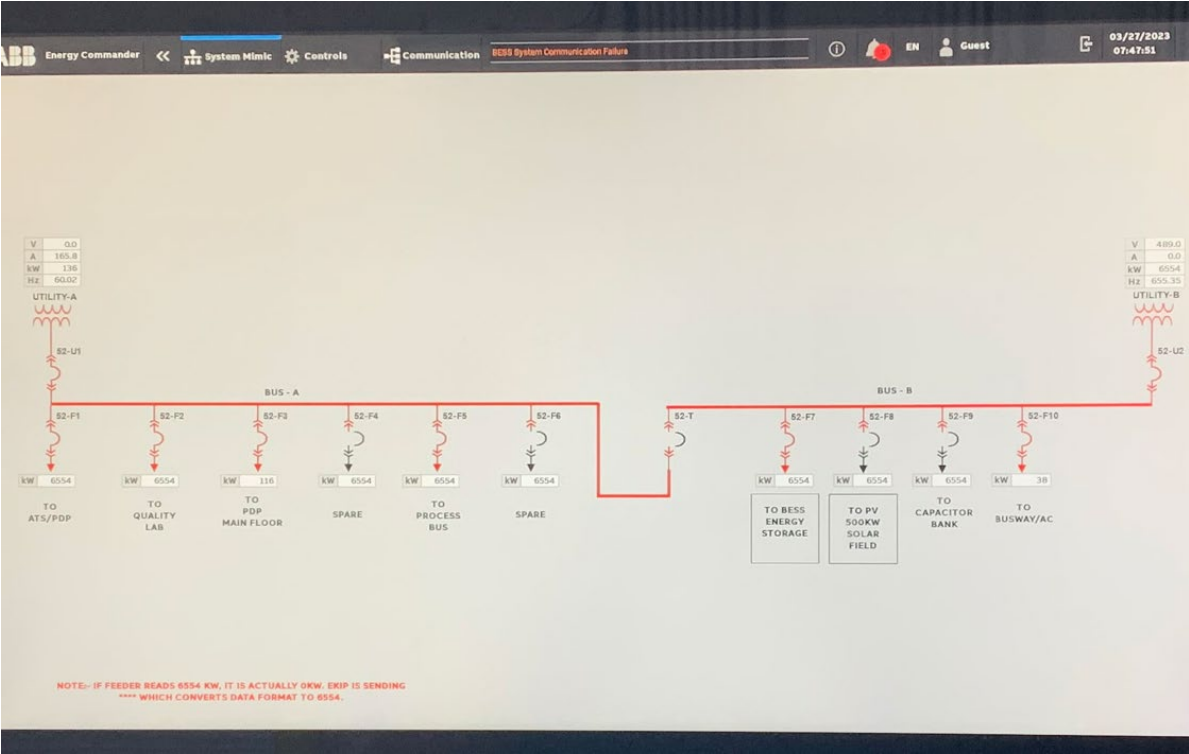 ABB Energy Commander « System Mimic Controls Communication BESS System Communication Failure EN Guest 03/27/2023
07:47:51
V 0.0
A 165.8
kW 136
Hz 60.02
UTILITY-A
52-U1
V 489.0
A 0.0
kW 6554
Hz 655.35
UTILITY-B
52-U2
BUS - A
BUS - B
52-F1 52-F2 52-F3 52-F4 52-F5 52-F6 52-T 52-F7 52-F8 52-F9 52-F10
kW 6554 kW 6554 kW 116 kW 6554 kW 6554 kW 6554 kW 6554 kW 6554 kW 6554 kW 38
TO
ATS/PDP
TO
QUALITY
LAB
TO
PDP
MAIN FLOOR
SPARE
TO
PROCESS
BUS
SPARE
TO BESS
ENERGY
STORAGE
TO PV
500KW
SOLAR
FIELD
TO
CAPACITOR
BANK
TO
BUSWAY/AC
NOTE:- IF FEEDER READS 6554 KW, IT IS ACTUALLY 0KW. EKIP IS SENDING
**** WHICH CONVERTS DATA FORMAT TO 6554.